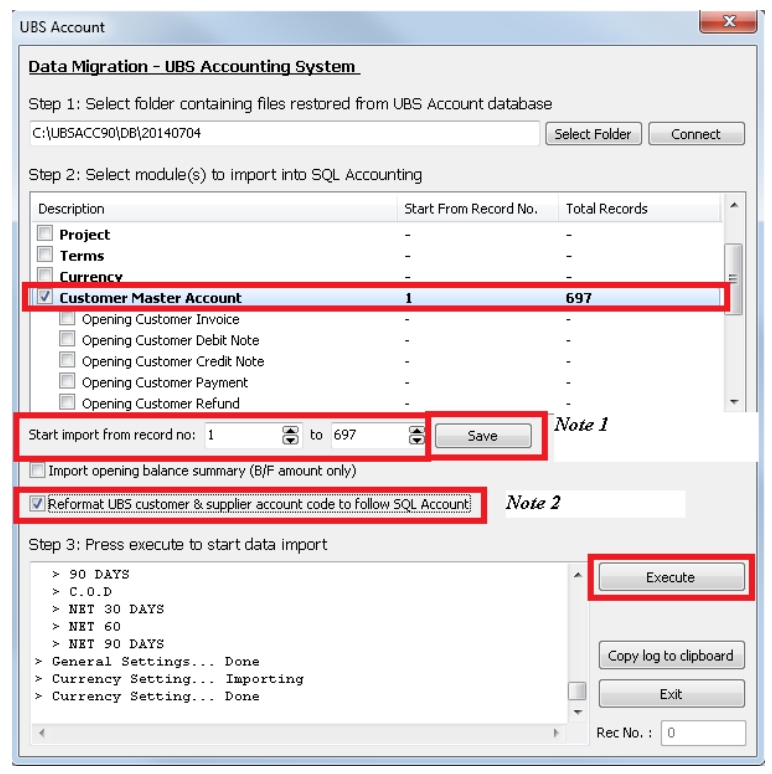 UBS Account
Data Migration - UBS Accounting System
Step 1: Select folder containing files restored from UBS Account database
C:\UBSACC90\DB\20140704 Select Folder Connect
Step 2: Select module(s) to import into SQL Accounting
Description Start From Record No. Total Records
Project - -
Terms - -
Currency - -
Customer Master Account 1 697
Opening Customer Invoice - -
Opening Customer Debit Note - -
Opening Customer Credit Note - -
Opening Customer Payment - -
Opening Customer Refund - -
Start import from record no: 1 to 697 Save Note 1
Import opening balance summary (B/F amount only)
Reformat UBS customer & supplier account code to follow SQL Account Note 2
Step 3: Press execute to start data import
> 90 DAYS
> C.O.D
> NET 30 DAYS
> NET 60
> NET 90 DAYS
> General Settings... Done
> Currency Setting... Importing
> Currency Setting... Done
Execute
Copy log to clipboard
Exit
Rec No. : 0